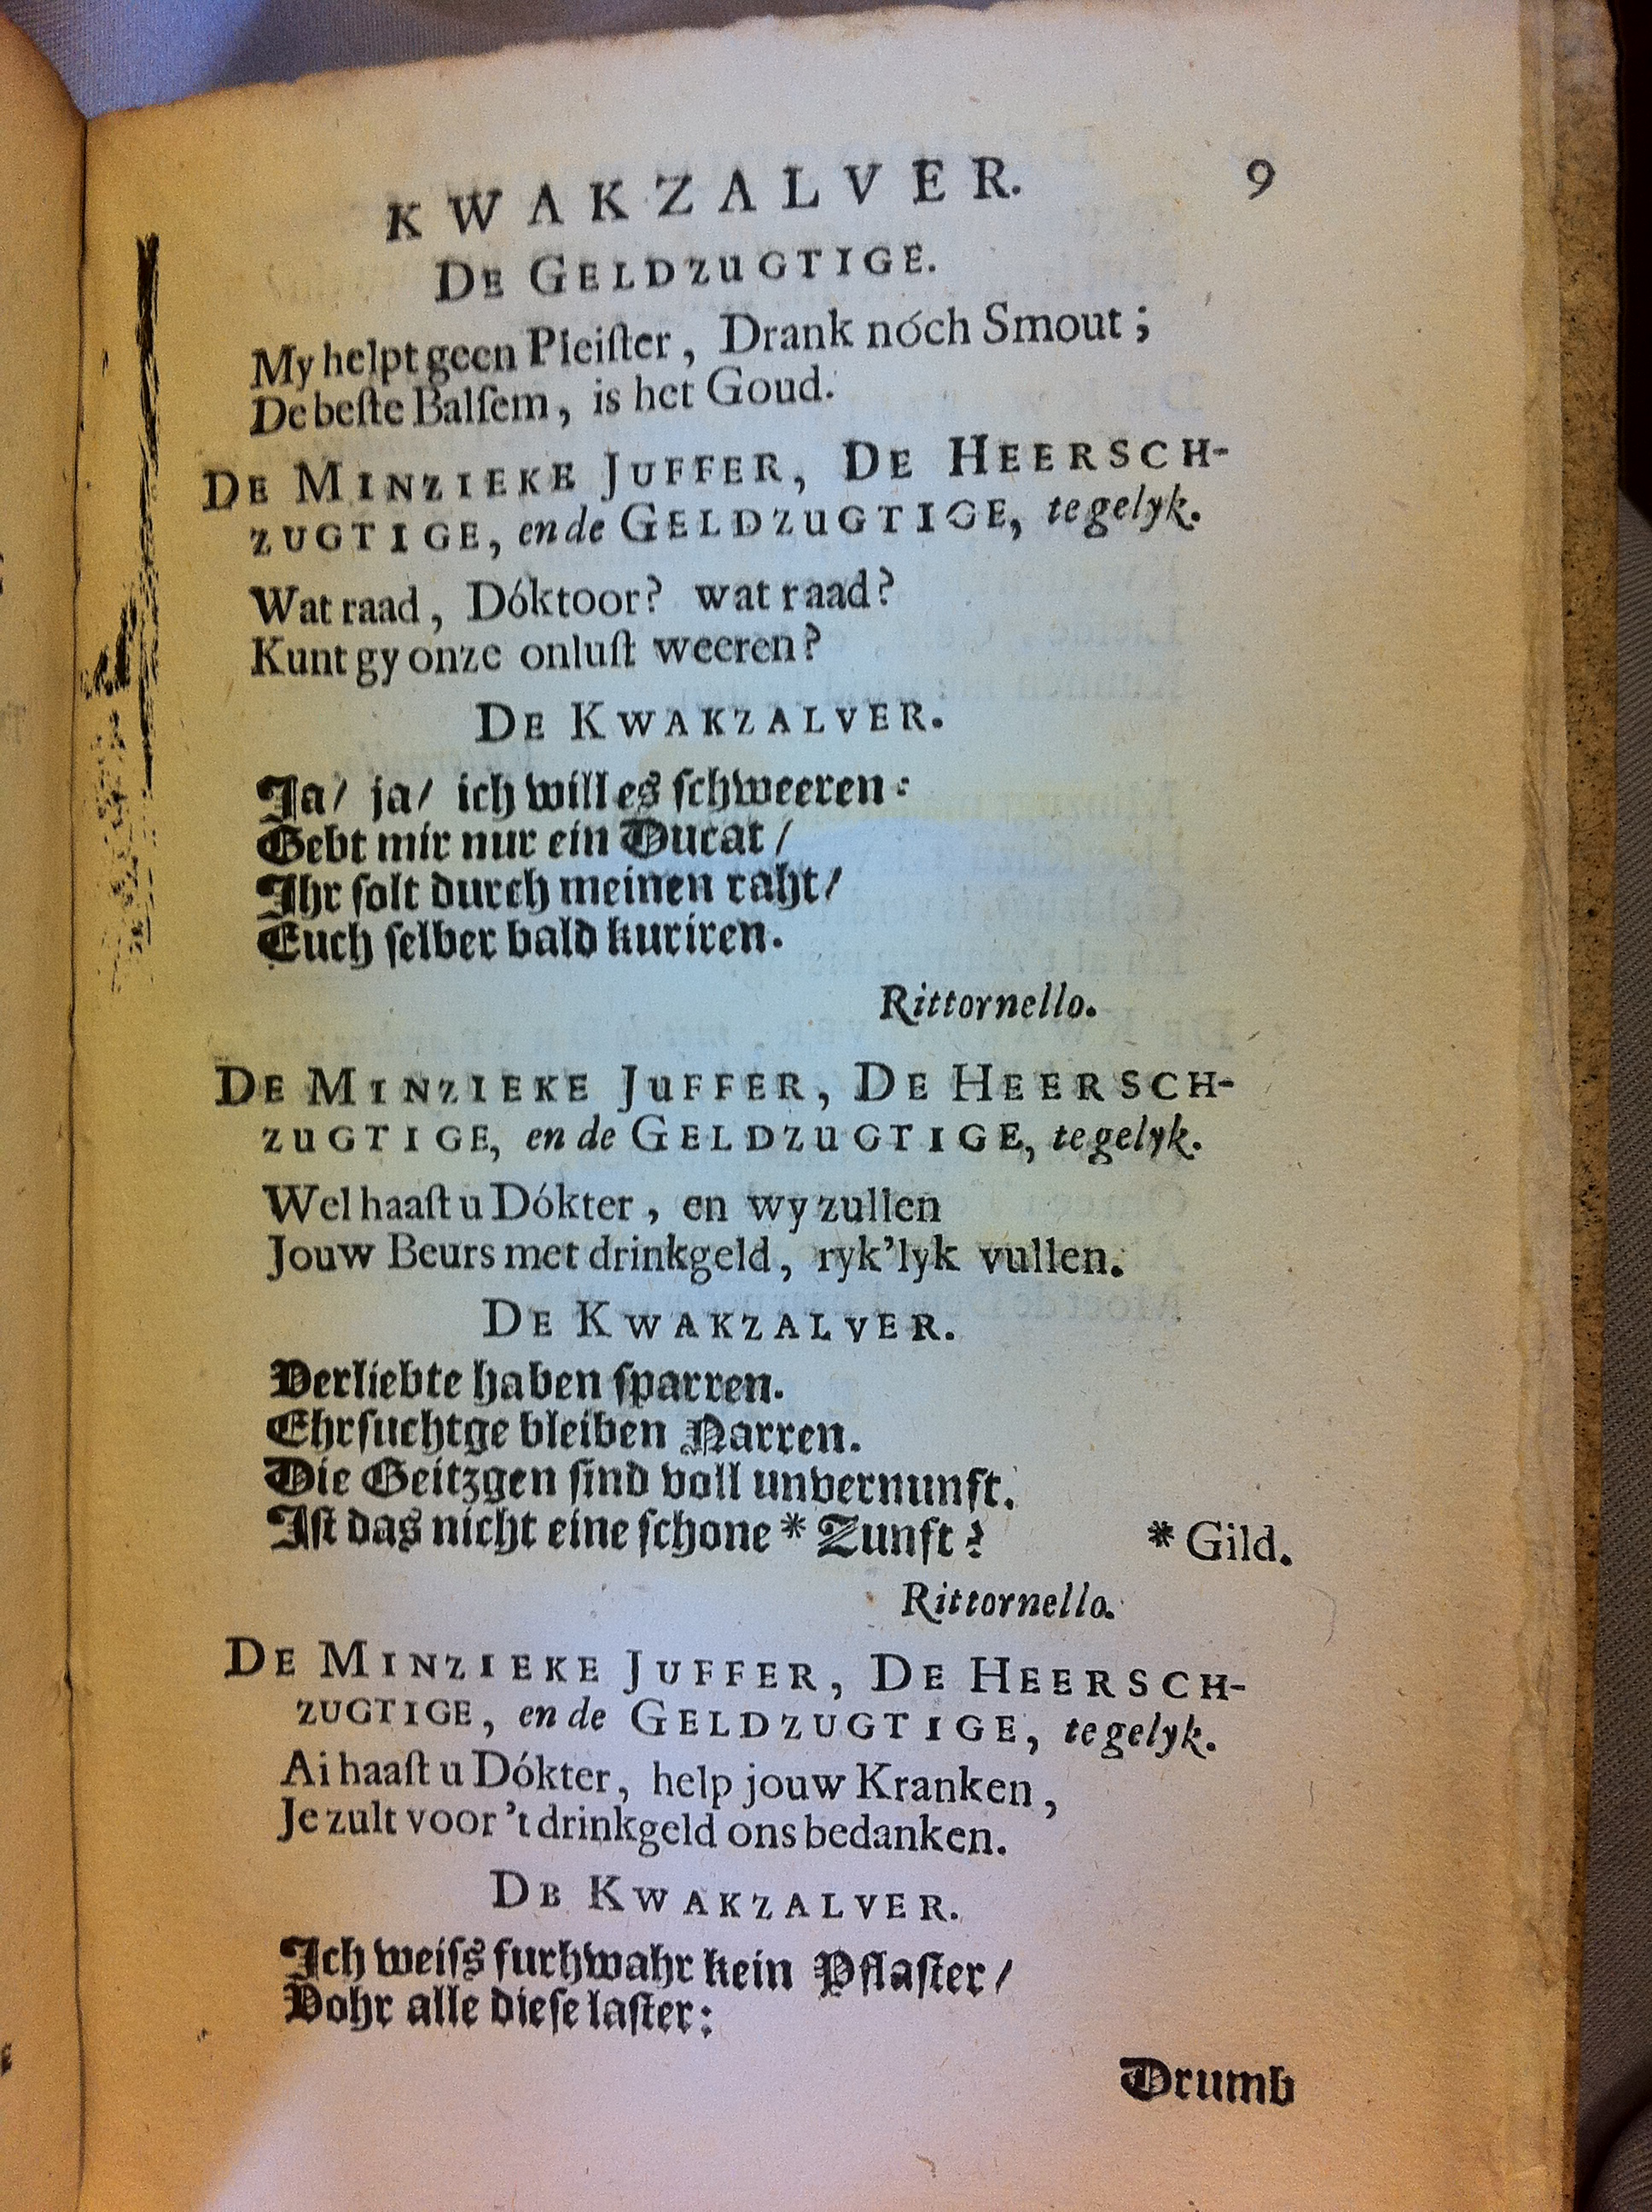 KWAKZALVER. 9
DE GELDZUGTIGE.
My helpt geen Pleiſter, Drank nóch Smout;
De beſte Balſem, is het Goud.
DE MINZIEKE JUFFER, DE HEERSCH-
ZUGTIGE, en de GELDZUGTIGE, te gelyk.
Wat raad, Dóktoor? wat raad?
Kunt gy onze onluſt weeren?
DE KWAKZALVER.
Ja/ ja/ ich will es ſchweeren:
Gebt mir nur ein Ducat/
Ihr ſolt durch meinen raht/
Euch ſelber bald kuriren.
Rittornello.
DE MINZIEKE JUFFER, DE HEERSCH-
ZUGTIGE, en de GELDZUGTIGE, te gelyk.
Wel haaſt u Dókter, en wy zullen
Jouw Beurs met drinkgeld, ryk'lyk vullen.
DE KWAKZALVER.
Verliebte haben ſparren.
Ehrſuchtge bleiben Narren.
Die Geitzgen ſind voll unvernunft.
Iſt das nicht eine ſchone * Zunft? * Gild.
Rittornello.
DE MINZIEKE JUFFER, DE HEERSCH-
ZUGTIGE, en de GELDZUGTIGE, te gelyk.
Ai haaſt u Dókter, help jouw Kranken,
Je zult voor 't drinkgeld ons bedanken.
DB KWAKZALVER.
Ich weiſs furhwahr kein Pflaſter/
Vohr alle dieſe laſter:
Drumb